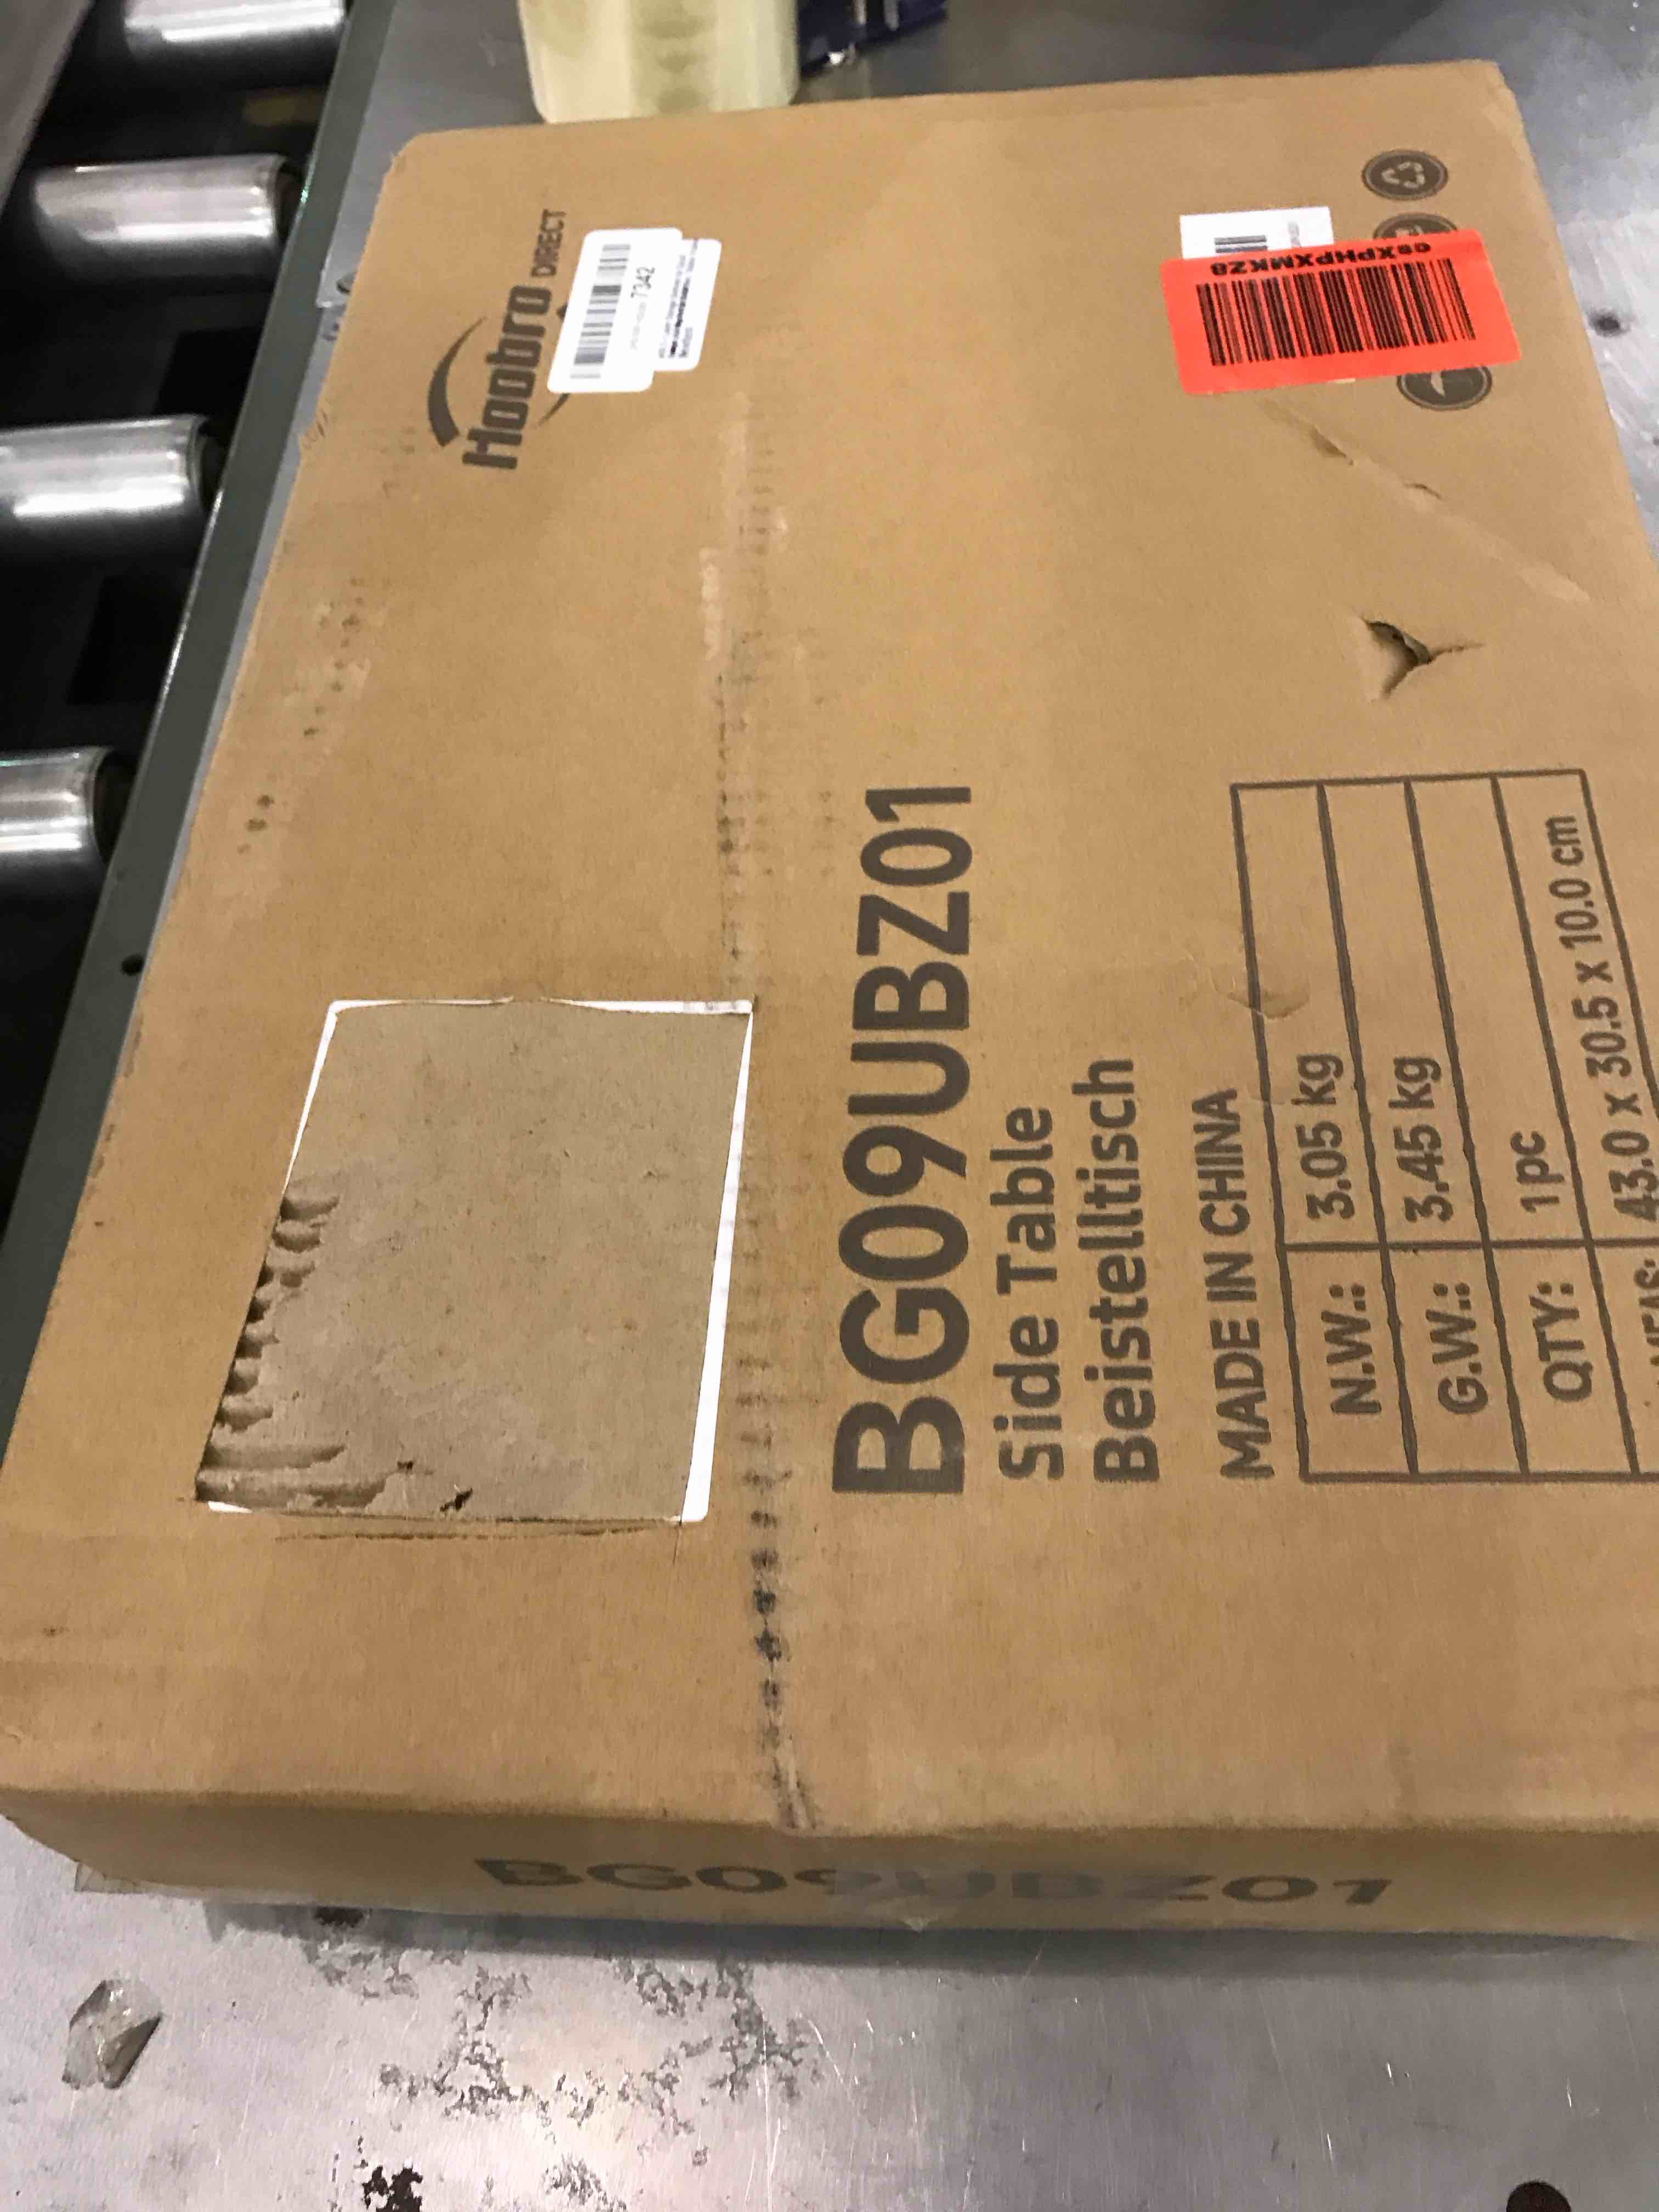 Hoobro DIRECT
7342
BG09UBZ01
Side Table
Beistelltisch
MADE IN CHINA
N.W.: 3.05 kg
G.W.: 3.45 kg
QTY: 1pc
43.0 x 30.5 x 10.0 cm
BG09UBZ01